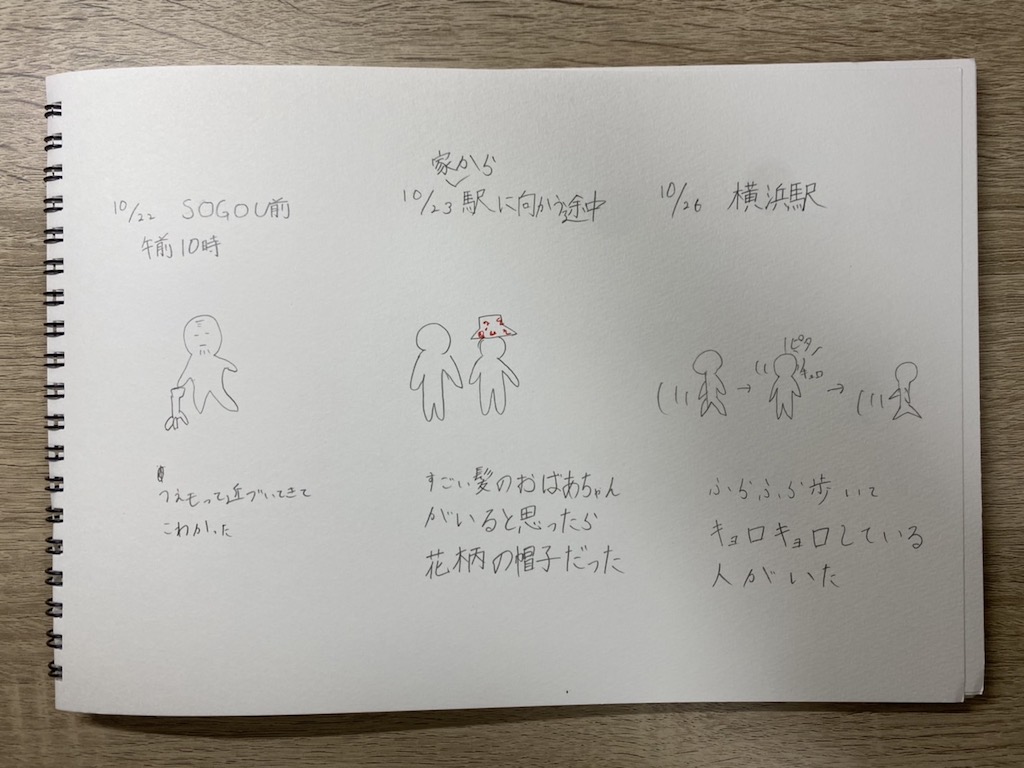 10/22 SOGOU前
午前10時
つえもって近づいてきて
こわかった
家から
10/23 駅に向かう途中
すごい髪のおばあちゃん
がいると思ったら
花柄の帽子だった
10/26 横浜駅
ピタ
キョロ
ふらふら歩いて
キョロキョロしている
人がいた